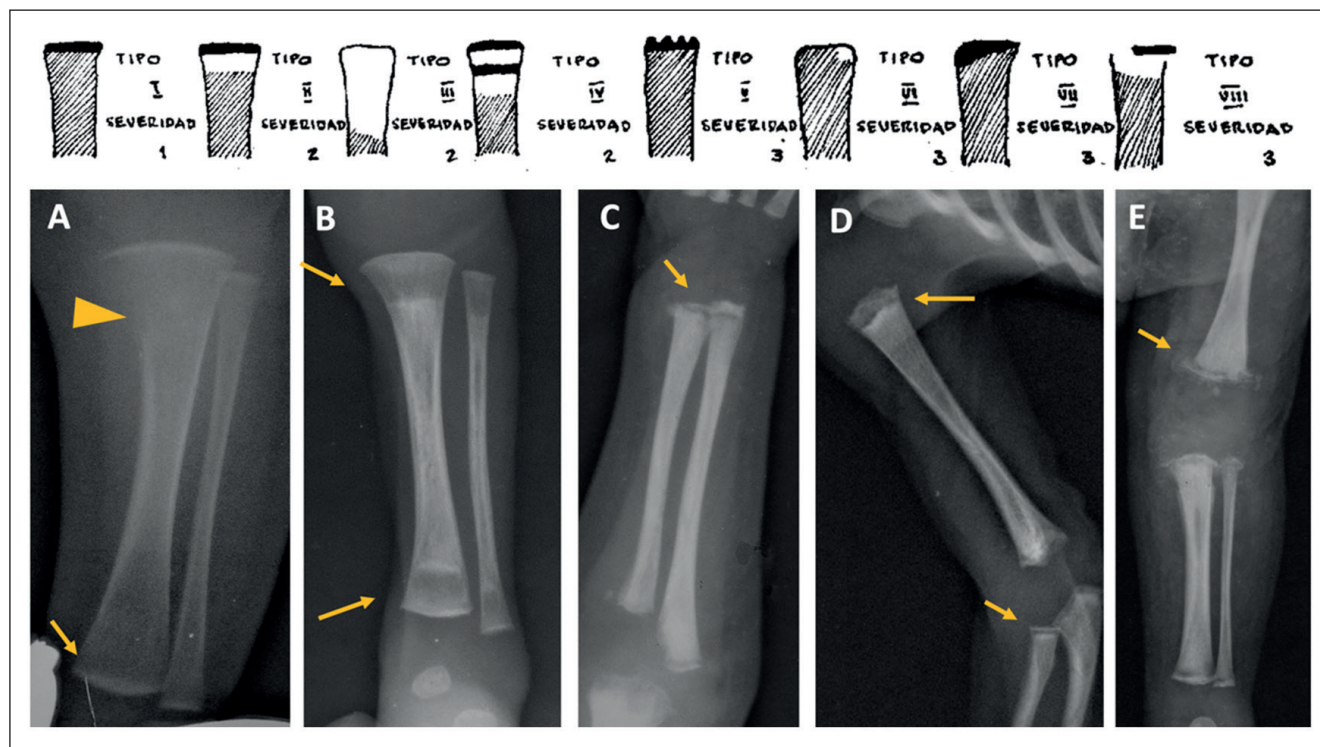 TIPO
I
SEVERIDAD
1
TIPO
II
SEVERIDAD
2
TIPO
III
SEVERIDAD
2
TIPO
IV
SEVERIDAD
2
TIPO
V
SEVERIDAD
3
TIPO
VI
SEVERIDAD
3
TIPO
VII
SEVERIDAD
3
TIPO
VIII
SEVERIDAD
3
A
B
C
D
E